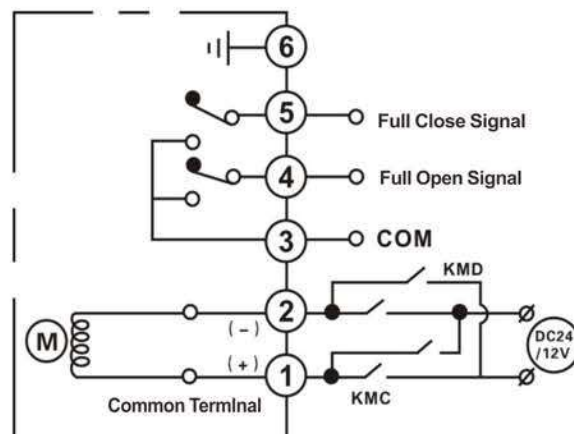 6
5
Full Close Signal
4
Full Open Signal
3
COM
KMD
2
(-)
M
DC24
/12V
(+)
1
KMC
Common TermInal